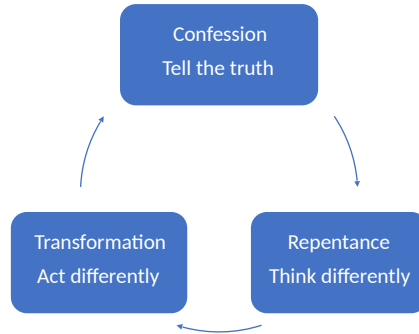 Confession
Tell the truth
Transformation
Act differently
Repentance
Think differently